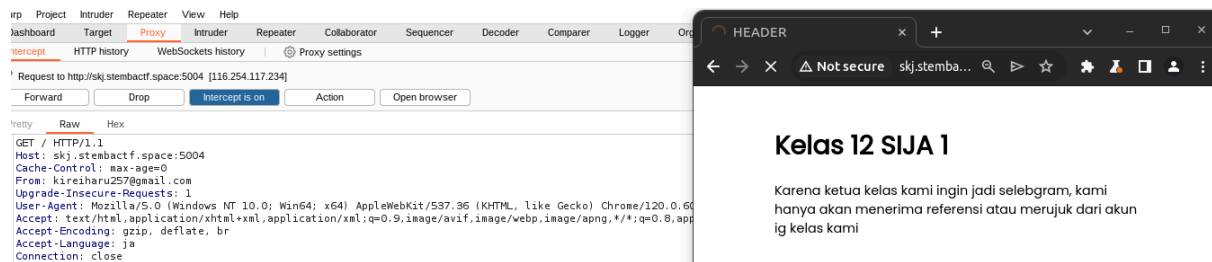 rp Project Intruder Repeater View Help
Dashboard Target Proxy Intruder Repeater Collaborator Sequencer Decoder Comparer Logger Org
ntercept HTTP history WebSockets history Proxy settings
Request to http://skj.stembactf.space:5004 [116.254.117.234]
Forward Drop Intercept is on Action Open browser
Pretty Raw Hex
GET / HTTP/1.1
Host: skj.stembactf.space:5004
Cache-Control: max-age=0
From: kireiharu257@gmail.com
Upgrade-Insecure-Requests: 1
User-Agent: Mozilla/5.0 (Windows NT 10.0; Win64; x64) AppleWebKit/537.36 (KHTML, like Gecko) Chrome/120.0.60
Accept: text/html,application/xhtml+xml,application/xml;q=0.9,image/avif,image/webp,image/apng,*/*;q=0.8,app
Accept-Encoding: gzip, deflate, br
Accept-Language: ja
Connection: close
HEADER
Not secure skj.stemba...
Kelas 12 SIJA 1
Karena ketua kelas kami ingin jadi selebgram, kami
hanya akan menerima referensi atau merujuk dari akun
ig kelas kami